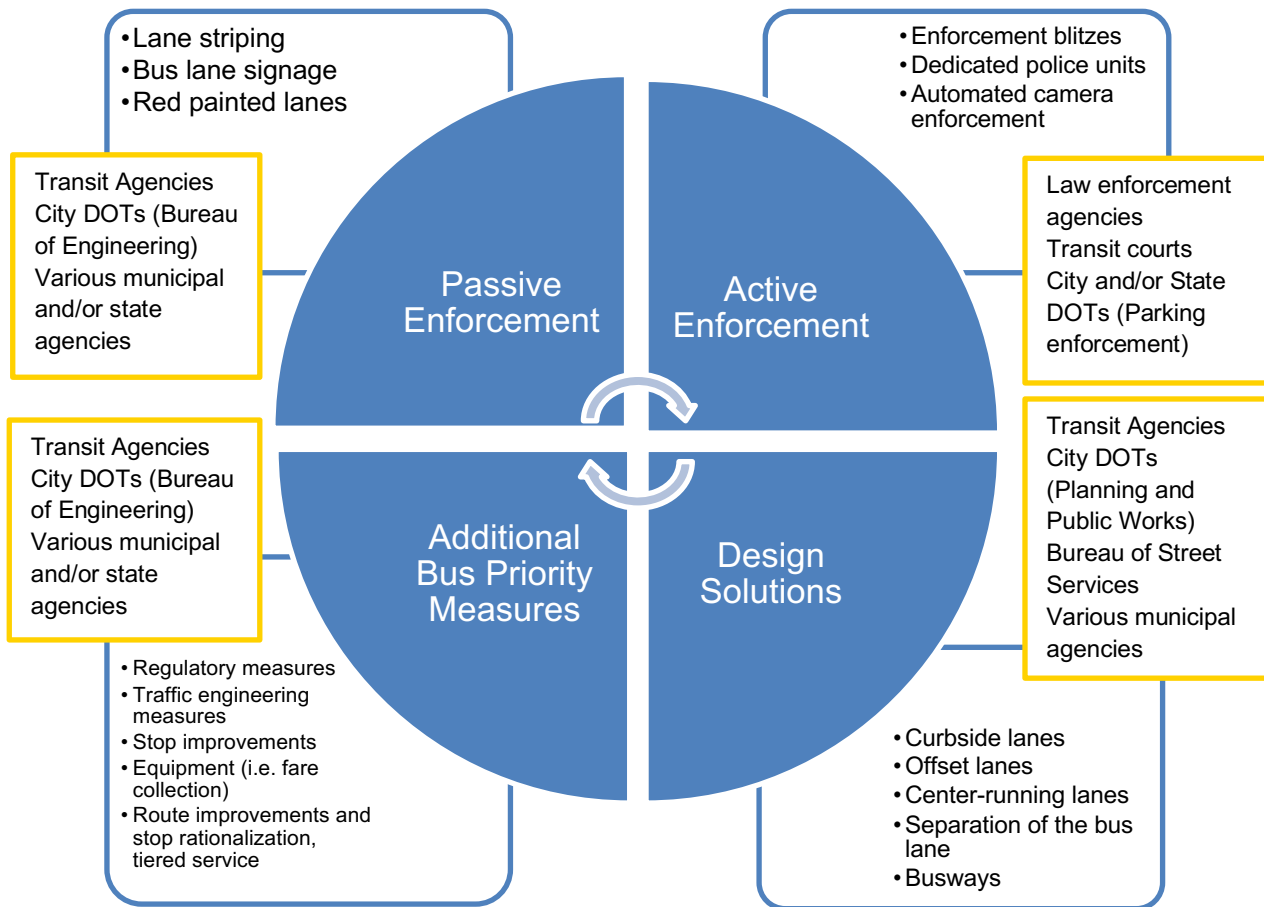 • Lane striping
• Bus lane signage
• Red painted lanes
Transit Agencies
City DOTs (Bureau
of Engineering)
Various municipal
and/or state
agencies
Passive
Enforcement
• Enforcement blitzes
• Dedicated police units
• Automated camera
enforcement
Law enforcement
agencies
Transit courts
City and/or State
DOTs (Parking
enforcement)
Active
Enforcement
Transit Agencies
City DOTs (Bureau
of Engineering)
Various municipal
and/or state
agencies
Additional
Bus Priority
Measures
• Regulatory measures
• Traffic engineering
measures
• Stop improvements
• Equipment (i.e. fare
collection)
• Route improvements and
stop rationalization,
tiered service
Design
Solutions
Transit Agencies
City DOTs
(Planning and
Public Works)
Bureau of Street
Services
Various municipal
agencies
• Curbside lanes
• Offset lanes
• Center-running lanes
• Separation of the bus
lane
• Busways